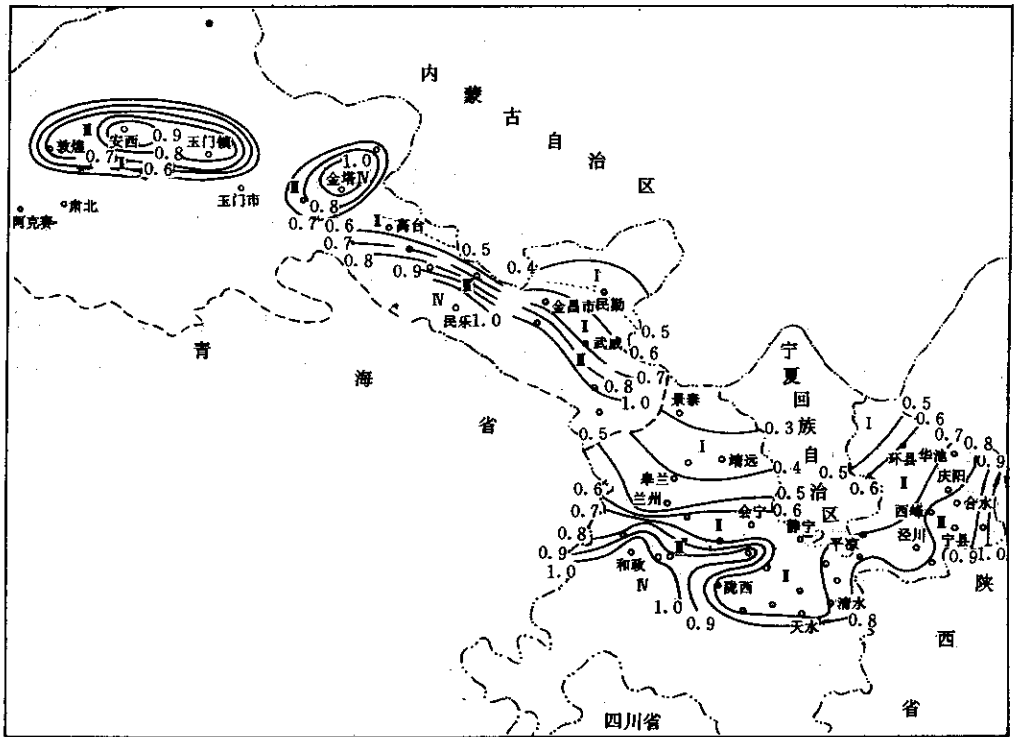 内蒙古自治区
Ⅲ
安西
0.9
玉门镇
敦煌
0.7
Ⅱ
0.8
0.6
1.0
金塔
Ⅳ
Ⅲ
0.8
0.7
玉门市
肃北
阿克赛
0.6
Ⅱ
高台
0.7
0.8
0.5
0.4
0.9
Ⅲ
Ⅰ
Ⅳ
民乐
1.0
金昌市
民勤
Ⅰ
0.5
武威
0.6
Ⅲ
0.7
0.8
1.0
青海省
宁夏回族自治区
景泰
0.3
0.5
Ⅰ
靖远
0.4
皋兰
兰州
0.5
0.6
会宁
Ⅱ
静宁
0.6
0.7
0.8
0.9
1.0
和政
Ⅲ
Ⅳ
1.0
0.9
陇西
Ⅱ
天水
清水
0.8
平凉
Ⅰ
0.5
0.6
0.7
0.8
0.9
环县
华池
0.5
0.6
Ⅱ
庆阳
合水
西峰
Ⅲ
宁县
泾川
0.9
1.0
陕西省
四川省